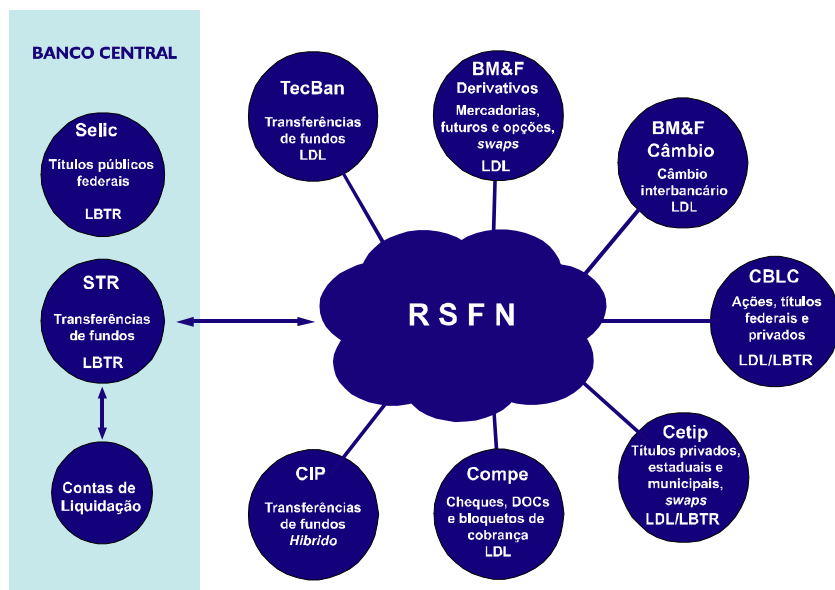 BANCO CENTRAL
Selic
Títulos públicos
federais
LBTR
STR
Transferências
de fundos
LBTR
Contas de
Liquidação
TecBan
Transferências
de fundos
LDL
BM&F
Derivativos
Mercadorias,
futuros e opções,
swaps
LDL
BM&F
Câmbio
Câmbio
interbancário
LDL
RSFN
CBLC
Ações, títulos
federais e
privados
LDL/LBTR
Cetip
Títulos privados,
estaduais e
municipais,
swaps
LDL/LBTR
Compe
Cheques, DOCs
e bloquetos de
cobrança
LDL
CIP
Transferências
de fundos
Híbrido